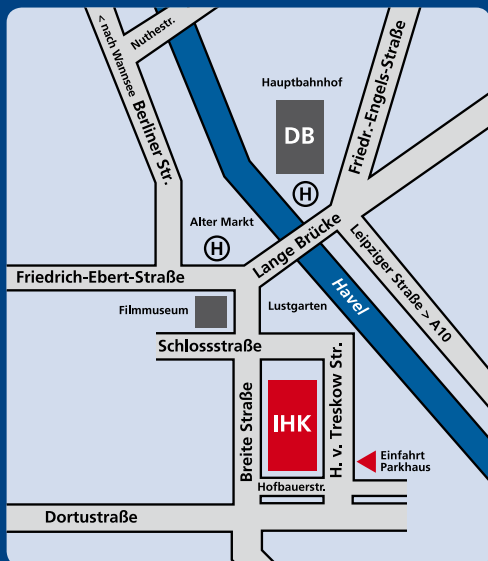 < nach Wannsee
Nuthestr.
Berliner Str.
Hauptbahnhof
DB
H
Friedr.-Engels-Straße
Alter Markt
H
Lange Brücke
Leipziger Straße > A10
Friedrich-Ebert-Straße
Havel
Filmmuseum
Lustgarten
Schlossstraße
Breite Straße
IHK
H. v. Treskow Str.
Einfahrt
Parkhaus
Hofbauerstr.
Dortustraße